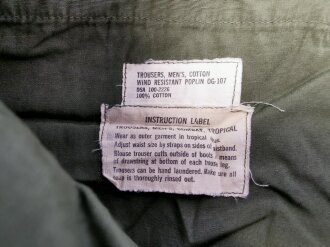 TROUSERS, MEN'S, COTTON
WIND RESISTANT POPLIN OG-107
DSA 100-2226
100% COTTON
INSTRUCTION LABEL
TROUSERS, MEN'S, COMBAT, TROPICAL
Wear as outer garment in tropical
Adjust waist size by straps on sides of waistband.
Blouse trouser cuffs outside of boots means
of drawstring at bottom of each leg.
Trousers can be hand laundered. Make sure all
soap is thoroughly rinsed out.